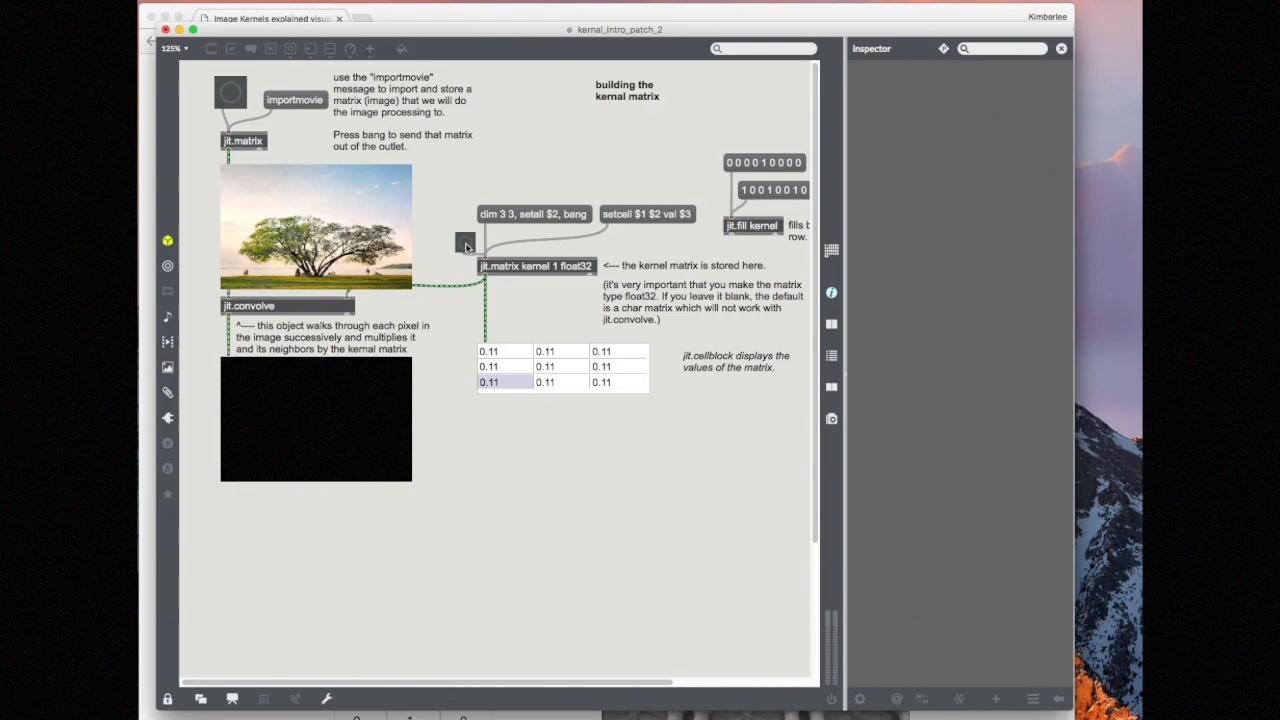 Image Kernels explained visua
Kimberlee
kernal_intro_patch_2
125%
Inspector
importmovie
use the "importmovie"
message to import and store a
matrix (image) that we will do
the image processing to.
Press bang to send that matrix
out of the outlet.
building the
kernal matrix
jit.matrix
0 0 0 0 1 0 0 0 0
1 0 0 1 0 0 1 0
dim 3 3, setall $2, bang
setcell $1 $2 val $3
jit.fill kernel
fills b
row.
jit.matrix kernel 1 float32
<--- the kernel matrix is stored here.
(it's very important that you make the matrix
type float32. If you leave it blank, the default
is a char matrix which will not work with
jit.convolve.)
jit.convolve
^---- this object walks through each pixel in
the image successively and multiplies it
and its neighbors by the kernal matrix
0.11 0.11 0.11
0.11 0.11 0.11
0.11 0.11 0.11
jit.cellblock displays the
values of the matrix.
0 1 0